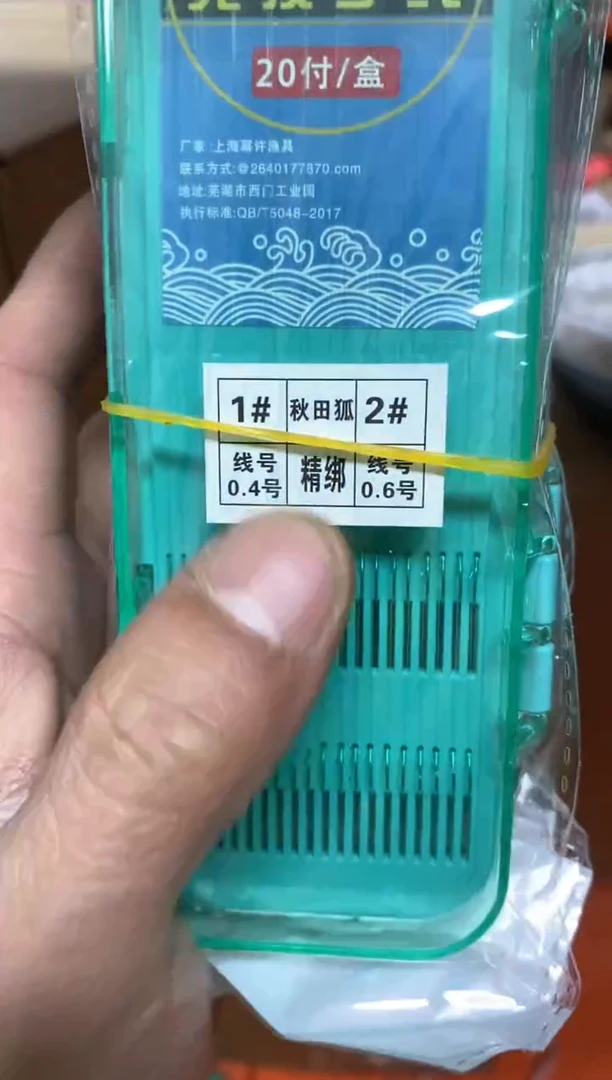 20付/盒
厂家:上海幂许渔具
联系方式:@2640177870.com
地址:芜湖市西门工业园
执行标准:QB/T5048-2017
1# 秋田狐 2#
线号 精绑 线号
0.4号 0.6号